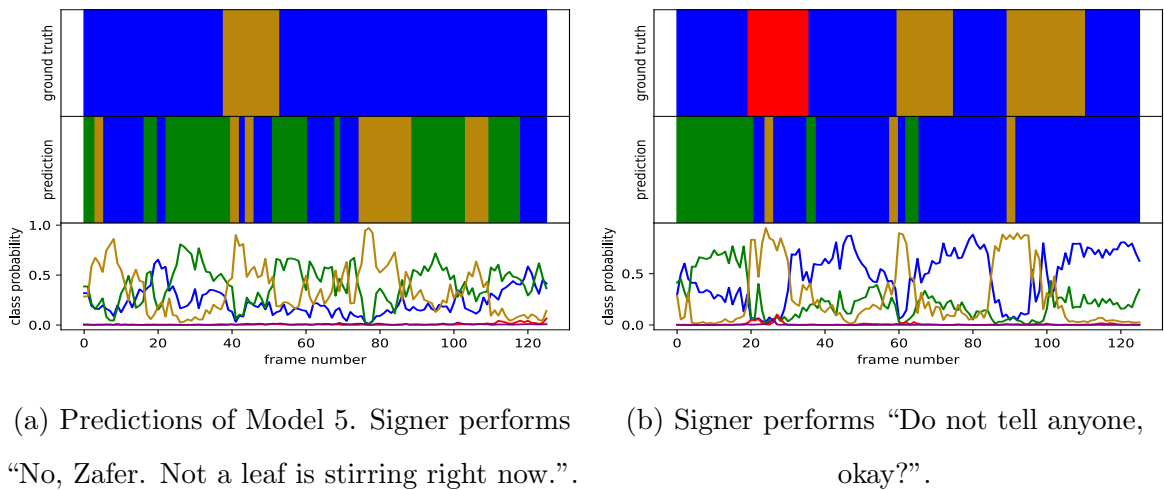 ground truth
prediction
class probability
1.0
0.5
0.0
0 20 40 60 80 100 120
frame number
(a) Predictions of Model 5. Signer performs
“No, Zafer. Not a leaf is stirring right now.”.
ground truth
prediction
class probability
0.5
0.0
0 20 40 60 80 100 120
frame number
(b) Signer performs “Do not tell anyone,
okay?”.